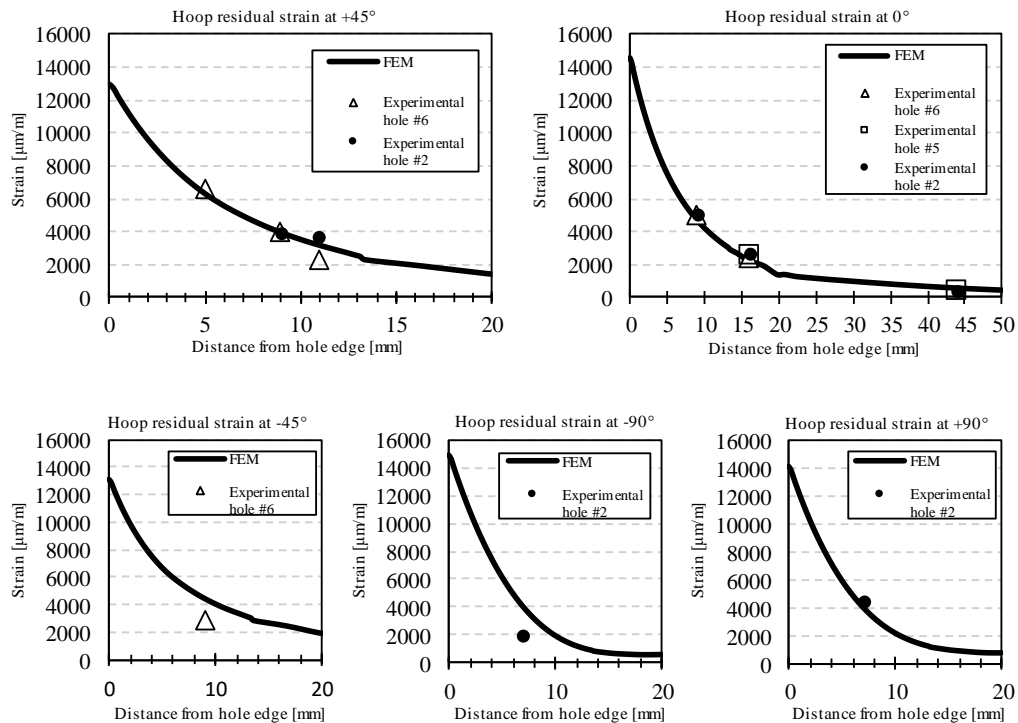 Hoop residual strain at +45°
16000
14000
12000
10000
8000
6000
4000
2000
0
Strain [µm/m]
FEM
Experimental
hole #6
Experimental
hole #2
0 5 10 15 20
Distance from hole edge [mm]
Hoop residual strain at 0°
16000
14000
12000
10000
8000
6000
4000
2000
0
Strain [µm/m]
FEM
Experimental
hole #6
Experimental
hole #5
Experimental
hole #2
0 5 10 15 20 25 30 35 40 45 50
Distance from hole edge [mm]
Hoop residual strain at -45°
16000
14000
12000
10000
8000
6000
4000
2000
0
Strain [µm/m]
FEM
Experimental
hole #6
0 10 20
Distance from hole edge [mm]
Hoop residual strain at -90°
16000
14000
12000
10000
8000
6000
4000
2000
0
Strain [µm/m]
FEM
Experimental
hole #2
0 10 20
Distance from hole edge [mm]
Hoop residual strain at +90°
16000
14000
12000
10000
8000
6000
4000
2000
0
Strain [µm/m]
FEM
Experimental
hole #2
0 10 20
Distance from hole edge [mm]